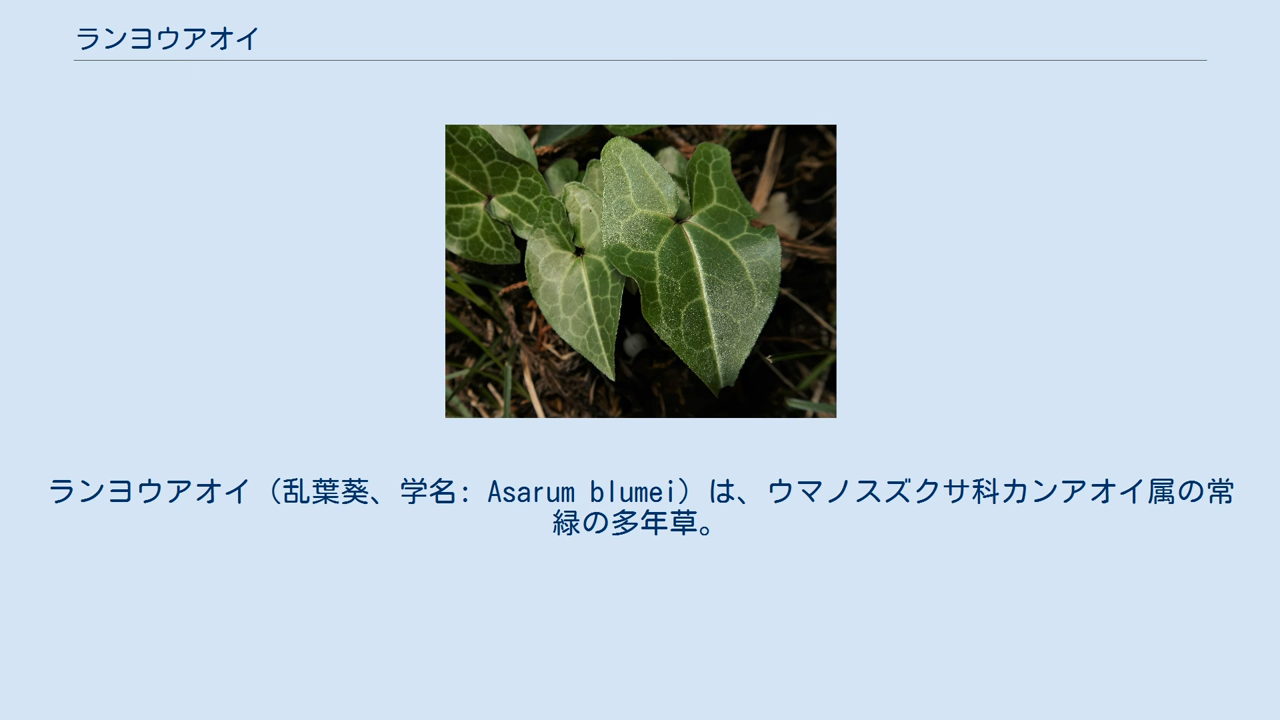 ランヨウアオイ
ランヨウアオイ（乱葉葵、学名: Asarum blumei）は、ウマノスズクサ科カンアオイ属の常
緑の多年草。